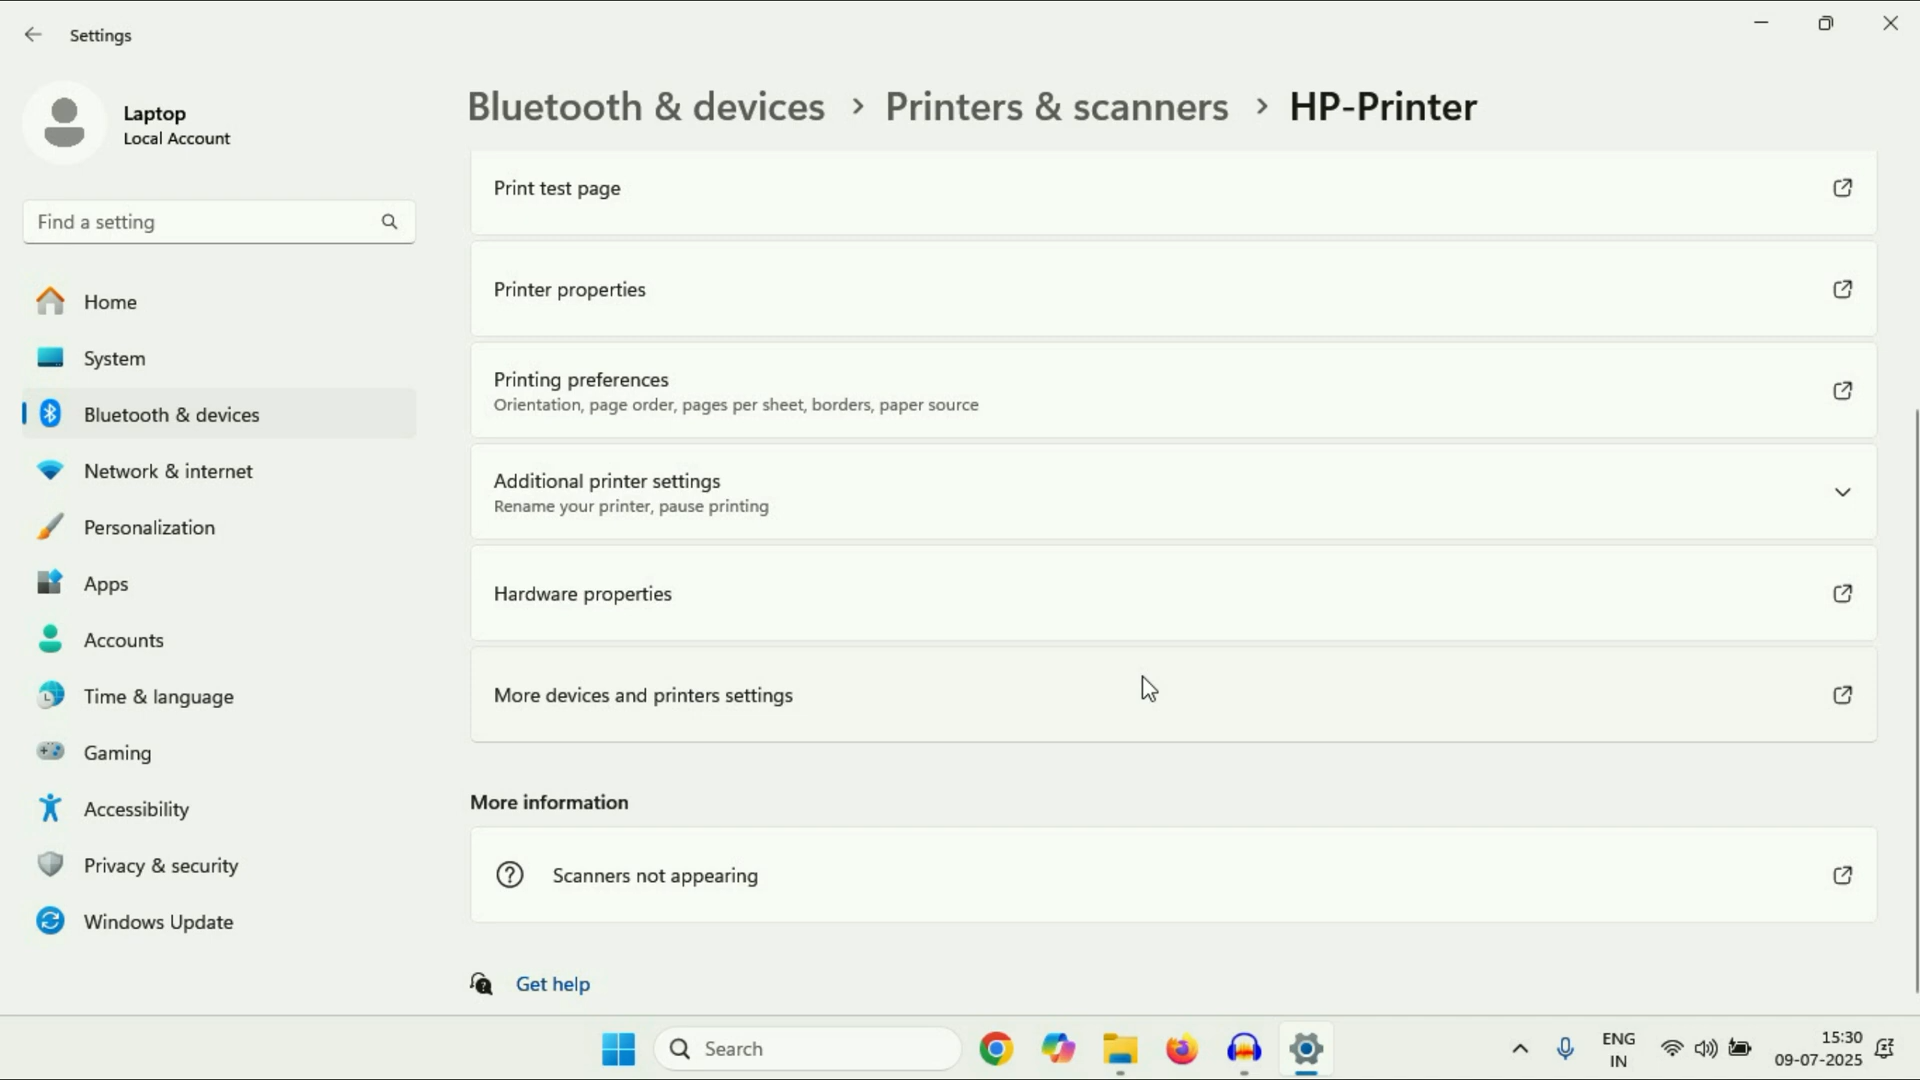 Settings
Laptop
Local Account
Find a setting
Home
System
Bluetooth & devices
Network & internet
Personalization
Apps
Accounts
Time & language
Gaming
Accessibility
Privacy & security
Windows Update
Bluetooth & devices > Printers & scanners > HP-Printer
Print test page
Printer properties
Printing preferences
Orientation, page order, pages per sheet, borders, paper source
Additional printer settings
Rename your printer, pause printing
Hardware properties
More devices and printers settings
More information
Scanners not appearing
Get help
Search
ENG
IN
15:30
09-07-2025